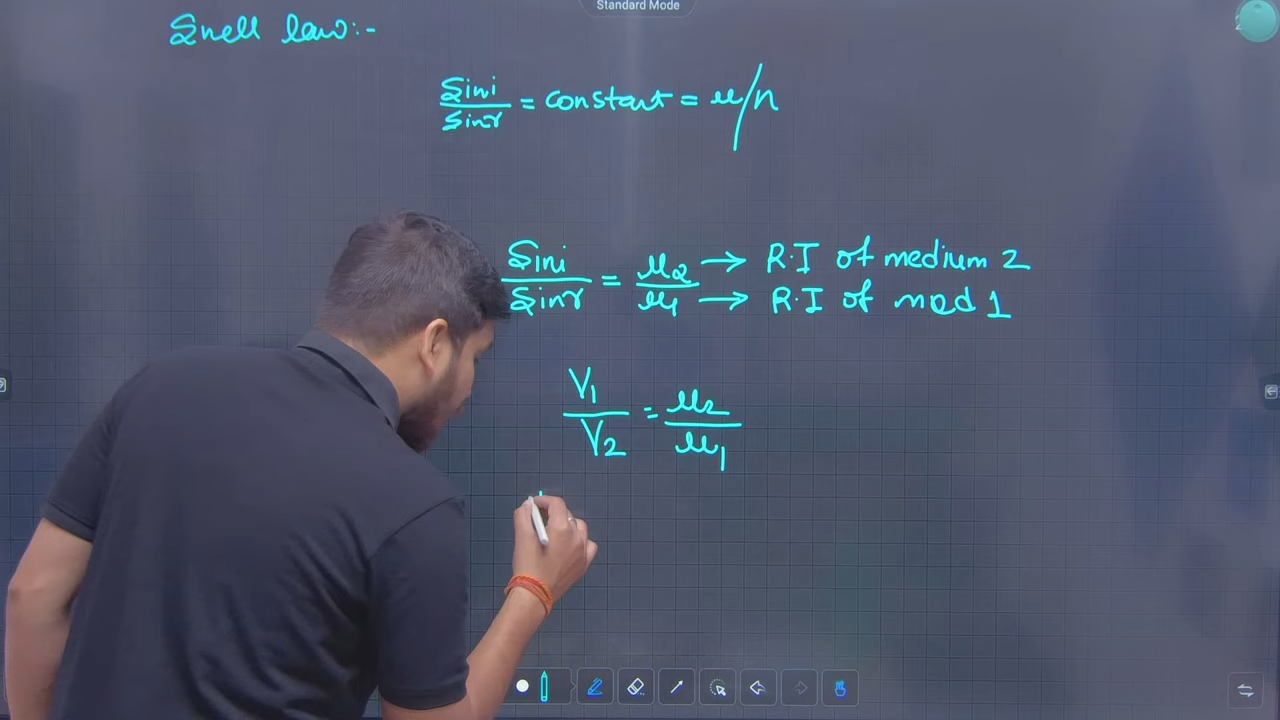 Standard Mode
Snell law:-
Sini/Sinr = constant = μ/n
Sini/Sinr = μ2/μ1 → R.I of medium 2
→ R.I of med 1
V1/V2 = μ2/μ1